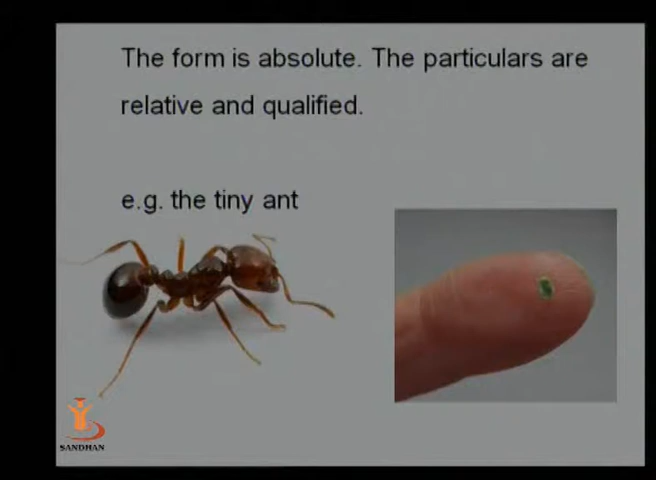 The form is absolute. The particulars are
relative and qualified.
e.g. the tiny ant
SANDHAN